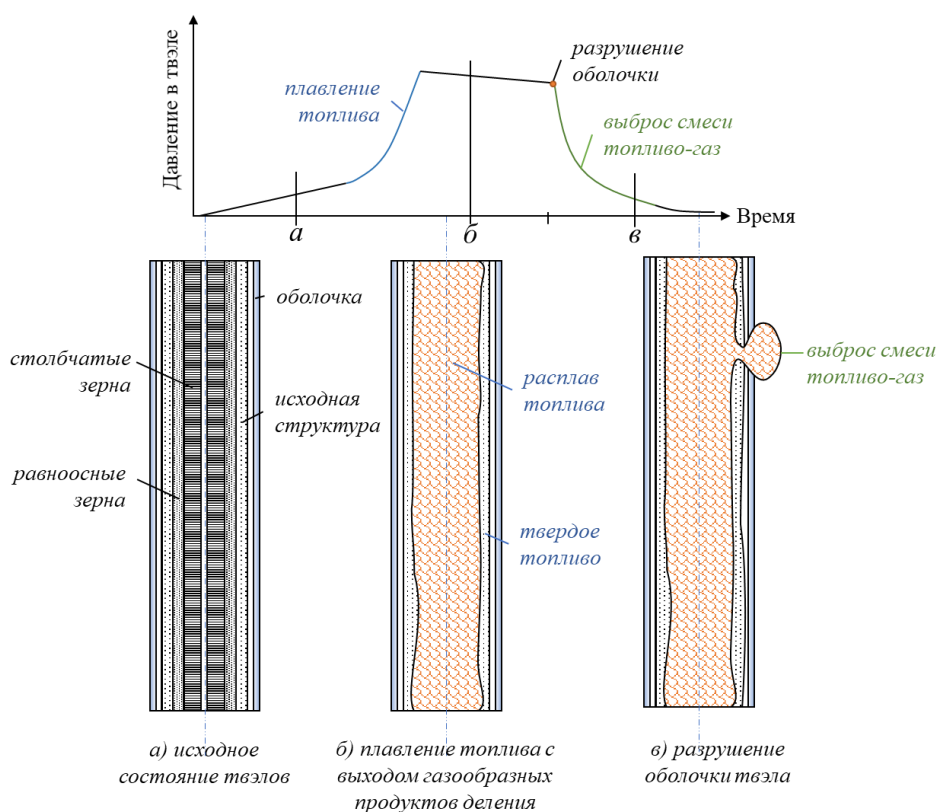 Давление в твэле
плавление
топлива
разрушение
оболочки
выброс смеси
топливо-газ
Время
а
б
в
оболочка
столбчатые
зерна
исходная
структура
равноосные
зерна
расплав
топлива
твердое
топливо
выброс смеси
топливо-газ
а) исходное
состояние твэлов
б) плавление топлива с
выходом газообразных
продуктов деления
в) разрушение
оболочки твэла